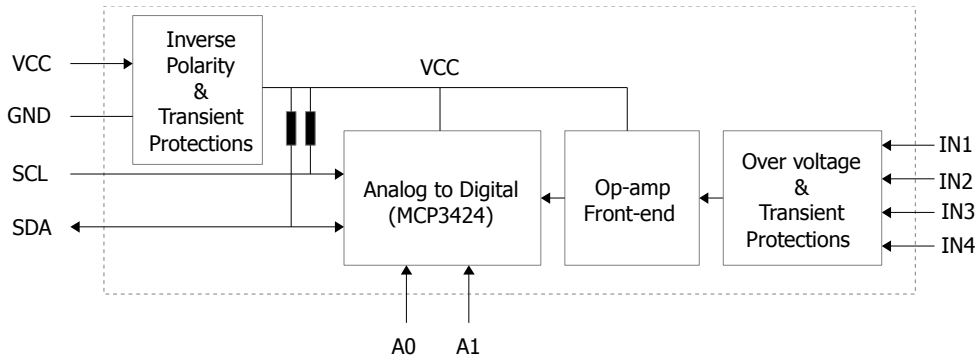 VCC
GND
SCL
SDA
Inverse
Polarity
&
Transient
Protections
VCC
Analog to Digital
(MCP3424)
Op-amp
Front-end
Over voltage
&
Transient
Protections
IN1
IN2
IN3
IN4
A0
A1